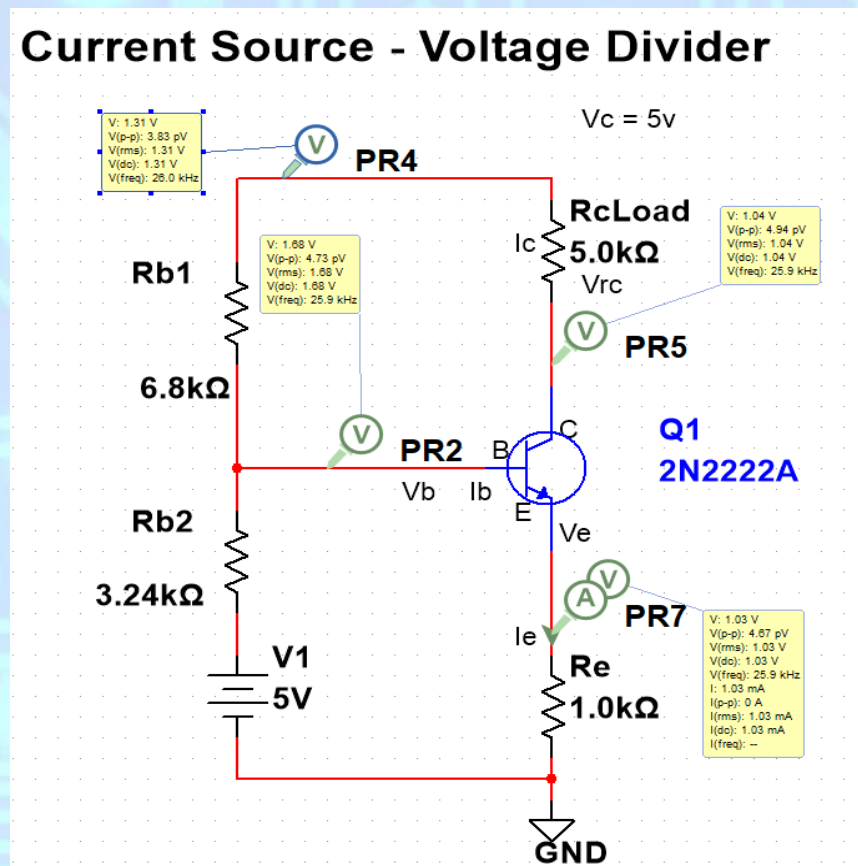 Current Source - Voltage Divider
V: 1.31 V
V(p-p): 3.83 pV
V(rms): 1.31 V
V(dc): 1.31 V
V(freq): 26.0 kHz
V
PR4
Vc = 5v
RcLoad
Ic
5.0kΩ
Vrc
V: 1.04 V
V(p-p): 4.94 pV
V(rms): 1.04 V
V(dc): 1.04 V
V(freq): 25.9 kHz
V: 1.68 V
V(p-p): 4.73 pV
V(rms): 1.68 V
V(dc): 1.68 V
V(freq): 25.9 kHz
Rb1
6.8kΩ
V
PR5
V
PR2
B
C
E
Q1
2N2222A
Vb
Ib
Ve
Rb2
3.24kΩ
V
A
PR7
Ie
V: 1.03 V
V(p-p): 4.67 pV
V(rms): 1.03 V
V(dc): 1.03 V
V(freq): 25.9 kHz
I: 1.03 mA
I(p-p): 0 A
I(rms): 1.03 mA
I(dc): 1.03 mA
I(freq): --
V1
5V
Re
1.0kΩ
GND